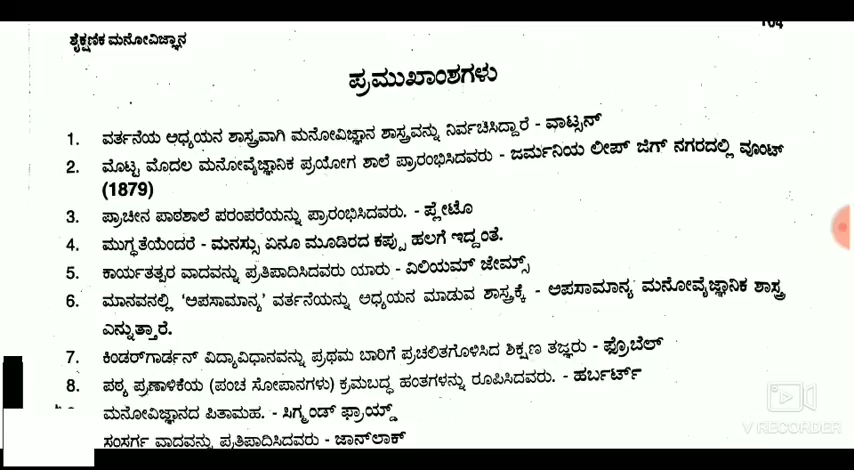 ಶೈಕ್ಷಣಿಕ ಮನೋವಿಜ್ಞಾನ
ಪ್ರಮುಖಾಂಶಗಳು
1. ವರ್ತನೆಯ ಅಧ್ಯಯನ ಶಾಸ್ತ್ರವಾಗಿ ಮನೋವಿಜ್ಞಾನ ಶಾಸ್ತ್ರವನ್ನು ನಿರ್ವಚಿಸಿದ್ದಾರೆ - ವಾಟ್ಸನ್
2. ಮೊಟ್ಟ ಮೊದಲ ಮನೋವೈಜ್ಞಾನಿಕ ಪ್ರಯೋಗ ಶಾಲೆ ಪ್ರಾರಂಭಿಸಿದವರು - ಜರ್ಮನಿಯ ಲೀಪ್ ಜಿಗ್ ನಗರದಲ್ಲಿ ವೂಂಟ್
(1879)
3. ಪ್ರಾಚೀನ ಪಾಠಶಾಲೆ ಪರಂಪರೆಯನ್ನು ಪ್ರಾರಂಭಿಸಿದವರು. - ಪ್ಲೇಟೊ
4. ಮುಗ್ಧತೆಯೆಂದರೆ - ಮನಸ್ಸು ಏನೂ ಮೂಡಿರದ ಕಪ್ಪು ಹಲಗೆ ಇದ್ದಂತೆ.
5. ಕಾರ್ಯತತ್ಪರ ವಾದವನ್ನು ಪ್ರತಿಪಾದಿಸಿದವರು ಯಾರು - ವಿಲಿಯಮ್ ಜೇಮ್ಸ್
6. ಮಾನವನಲ್ಲಿ ‘ಅಪಸಾಮಾನ್ಯ’ ವರ್ತನೆಯನ್ನು ಅಧ್ಯಯನ ಮಾಡುವ ಶಾಸ್ತ್ರಕ್ಕೆ - ಅಪಸಾಮಾನ್ಯ ಮನೋವೈಜ್ಞಾನಿಕ ಶಾಸ್ತ್ರ
ಎನ್ನುತ್ತಾರೆ.
7. ಕಿಂಡರ್‌ಗಾರ್ಡನ್ ವಿದ್ಯಾವಿಧಾನವನ್ನು ಪ್ರಥಮ ಬಾರಿಗೆ ಪ್ರಚಲಿತಗೊಳಿಸಿದ ಶಿಕ್ಷಣ ತಜ್ಞರು - ಫ್ರೊಬೆಲ್
8. ಪಠ್ಯ ಪ್ರಣಾಳಿಕೆಯ (ಪಂಚ ಸೋಪಾನಗಳು) ಕ್ರಮಬದ್ಧ ಹಂತಗಳನ್ನು ರೂಪಿಸಿದವರು. - ಹರ್ಬರ್ಟ್
ಮನೋವಿಜ್ಞಾನದ ಪಿತಾಮಹ. - ಸಿಗ್ಮಂಡ್ ಫ್ರಾಯ್ಡ್
ಸಂಸರ್ಗ ವಾದವನ್ನು ಪ್ರತಿಪಾದಿಸಿದವರು - ಜಾನ್‌ಲಾಕ್
V RECORDER